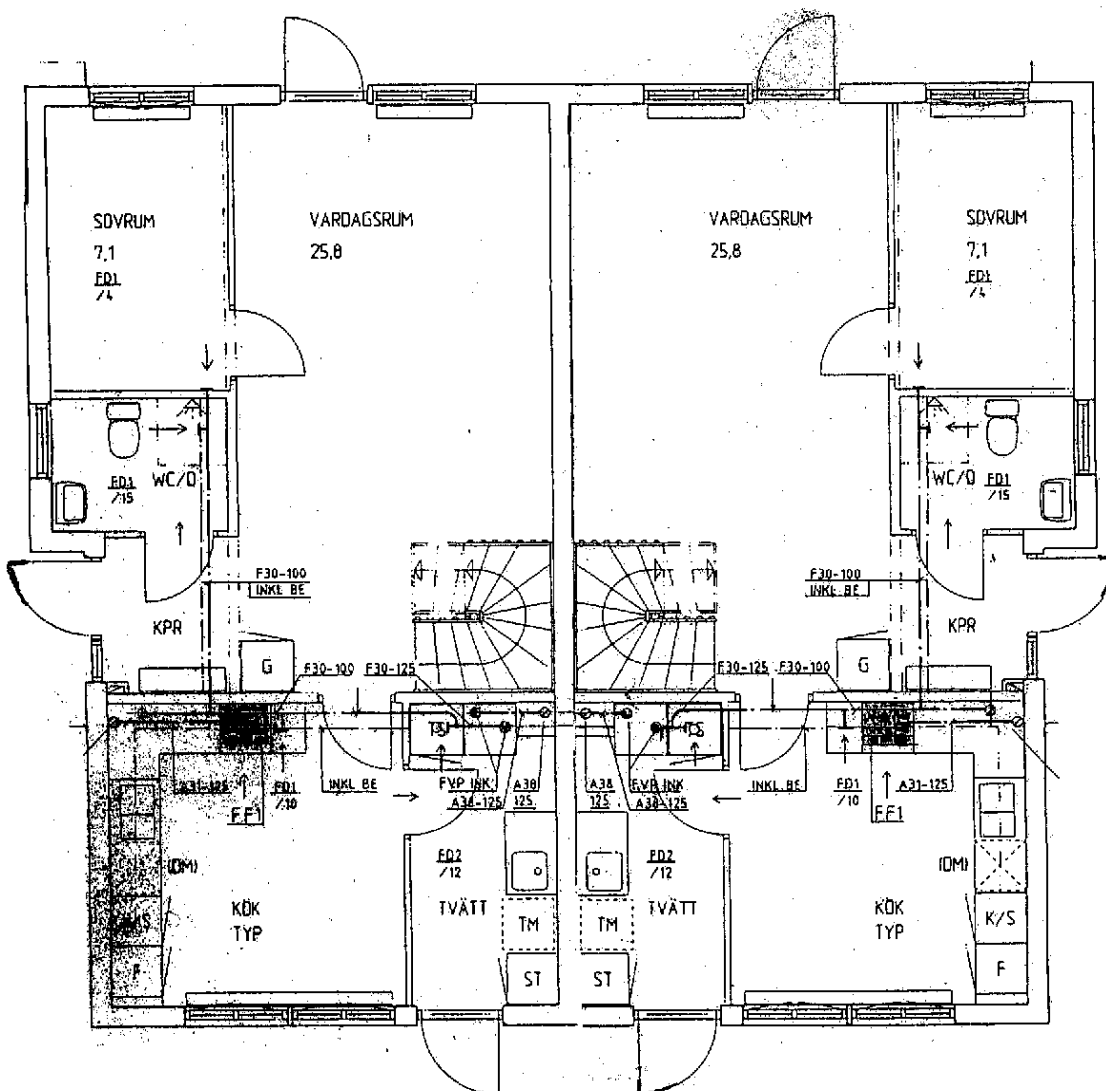 SOVRUM
7,1
FD1
/4
VARDAGSRUM
25,8
VARDAGSRUM
25,8
SOVRUM
7,1
FD1
/4
WC/D
FD1
/15
WC/D
FD1
/15
F30-100
INKL BE
F30-100
INKL BE
KPR
KPR
G
G
F30-100 F30-125
F30-125 F30-100
A31-125
FD1
/10
INKL BE
FVP INK
A38-125
A38
125
A38
125
FVP INK
A38-125
INKL BE
FD1
/10
A31-125
FF1
FF1
(DM)
FD2
/12
FD2
/12
(DM)
KÖK
TYP
TVÄTT
TVÄTT
KÖK
TYP
K/S
TM
TM
K/S
F
ST
ST
F